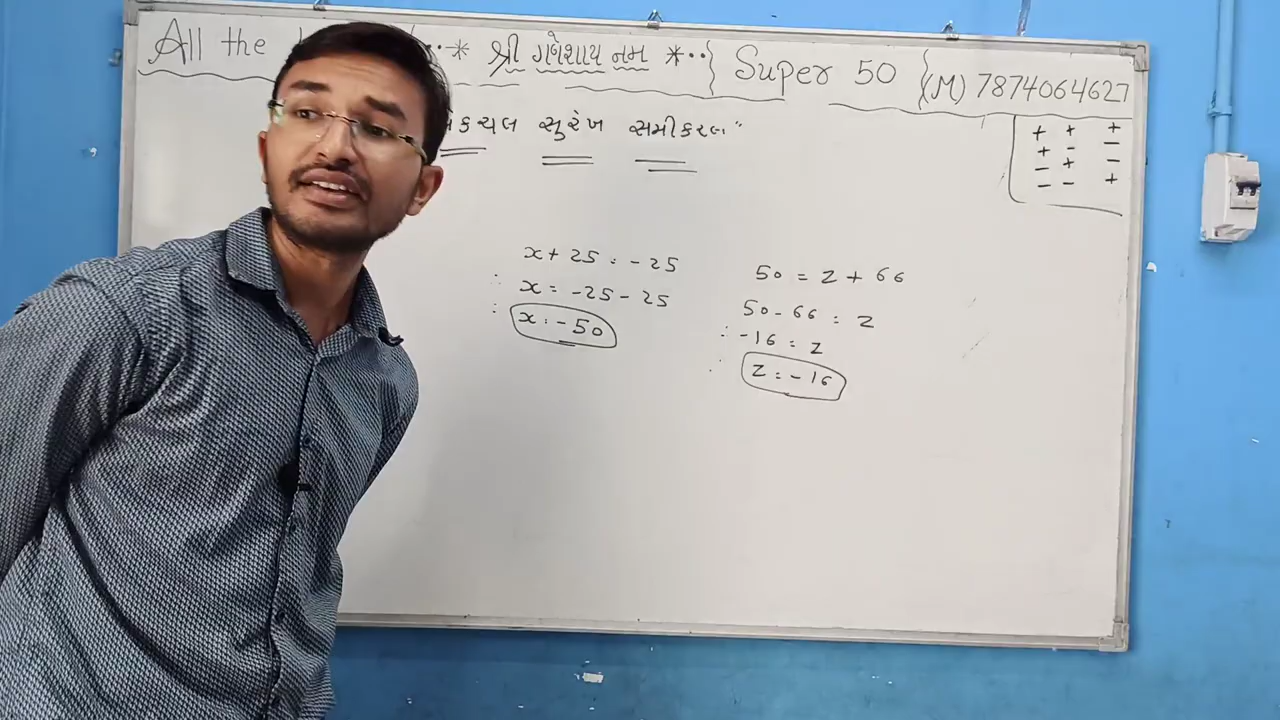 All the ··* શ્રી ગણેશાય નમ *·· Super 50 (M) 7874064627
સુરેખ સમીકરણ"
+ + +
+ - -
- + -
- - +
x + 25 = -25
∴ x = -25 - 25
∴ x = -50
50 = z + 66
50 - 66 = z
∴ -16 = z
∴ z = -16